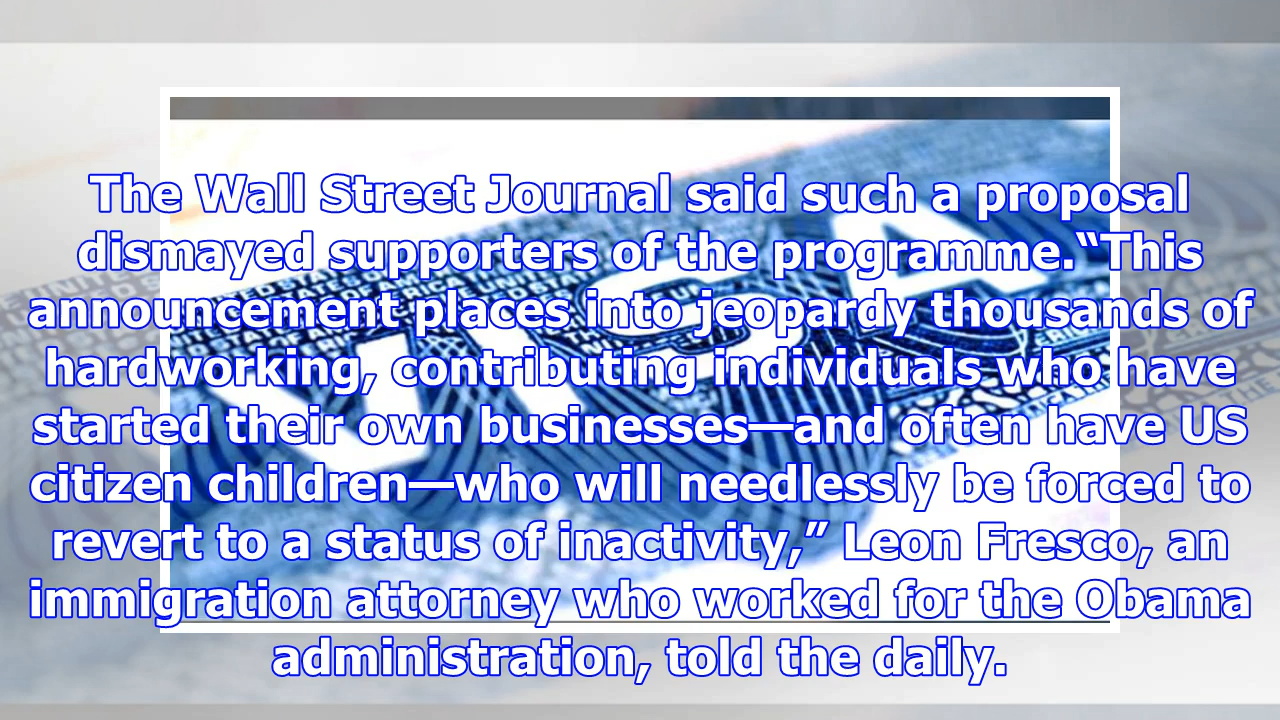 The Wall Street Journal said such a proposal
dismayed supporters of the programme.“This
announcement places into jeopardy thousands of
hardworking, contributing individuals who have
started their own businesses—and often have US
citizen children—who will needlessly be forced to
revert to a status of inactivity,” Leon Fresco, an
immigration attorney who worked for the Obama
administration, told the daily.
VISA